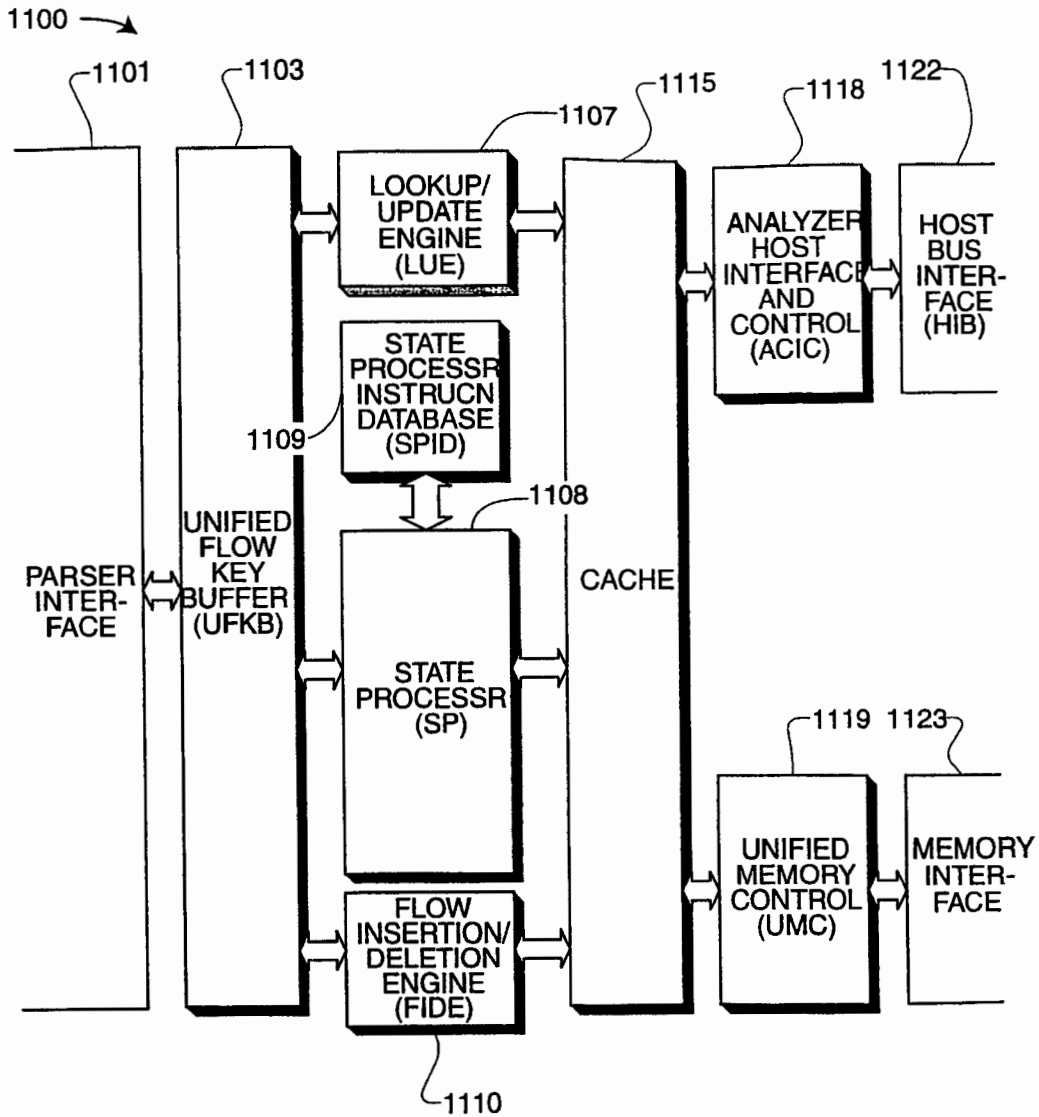 1100
1101
1103
1107
1115
1118
1122
LOOKUP/
UPDATE
ENGINE
(LUE)
ANALYZER
HOST
INTERFACE
AND
CONTROL
(ACIC)
HOST
BUS
INTER-
FACE
(HIB)
STATE
PROCESSR
INSTRUCN
DATABASE
(SPID)
1109
1108
UNIFIED
FLOW
KEY
BUFFER
(UFKB)
PARSER
INTER-
FACE
CACHE
STATE
PROCESSR
(SP)
1119
1123
UNIFIED
MEMORY
CONTROL
(UMC)
MEMORY
INTER-
FACE
FLOW
INSERTION/
DELETION
ENGINE
(FIDE)
1110